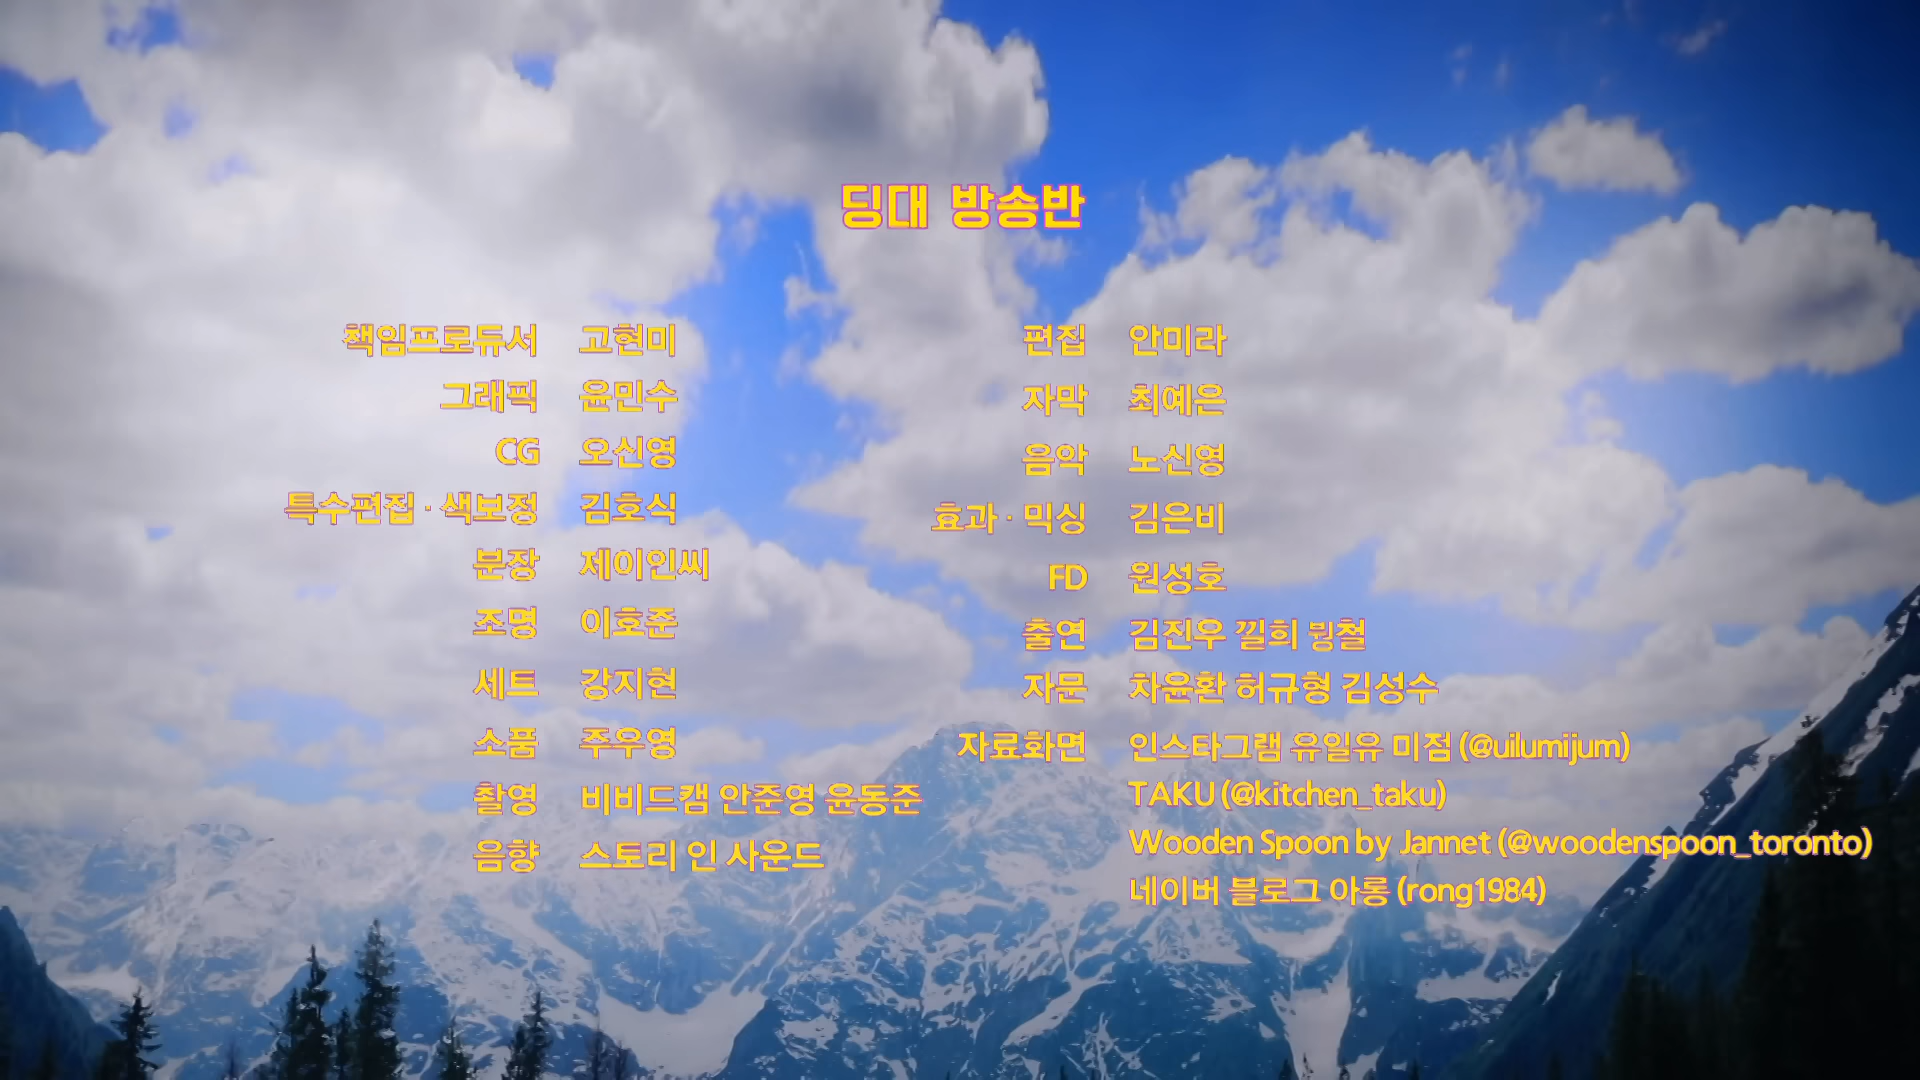 딩대 방송반
책임프로듀서 고현미
그래픽 윤민수
CG 오신영
특수편집 · 색보정 김호식
분장 제이인씨
조명 이호준
세트 강지현
소품 주우영
촬영 비비드캠 안준영 윤동준
음향 스토리 인 사운드
편집 안미라
자막 최예은
음악 노신영
효과 · 믹싱 김은비
FD 원성호
출연 김진우 낄희 붱철
자문 차윤환 허규형 김성수
자료화면 인스타그램 유일유 미점 (@uilumijum)
TAKU (@kitchen_taku)
Wooden Spoon by Jannet (@woodenspoon_toronto)
네이버 블로그 아롱 (rong1984)